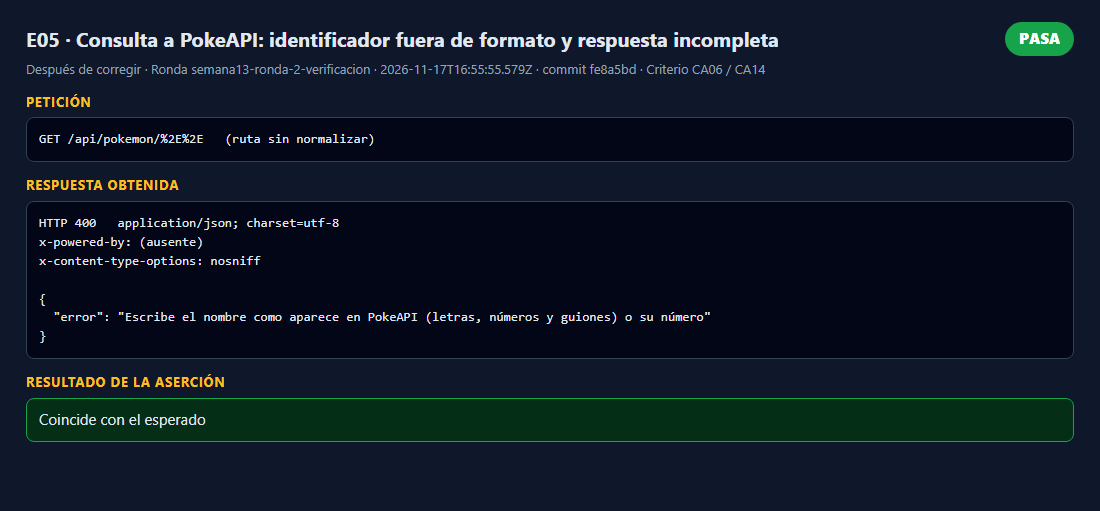 E05 · Consulta a PokeAPI: identificador fuera de formato y respuesta incompleta
PASA
Después de corregir · Ronda semana13-ronda-2-verificacion · 2026-11-17T16:55:55.579Z · commit fe8a5bd · Criterio CA06 / CA14
PETICIÓN
GET /api/pokemon/%2E%2E   (ruta sin normalizar)
RESPUESTA OBTENIDA
HTTP 400   application/json; charset=utf-8
x-powered-by: (ausente)
x-content-type-options: nosniff
{
  "error": "Escribe el nombre como aparece en PokeAPI (letras, números y guiones) o su número"
}
RESULTADO DE LA ASERCIÓN
Coincide con el esperado